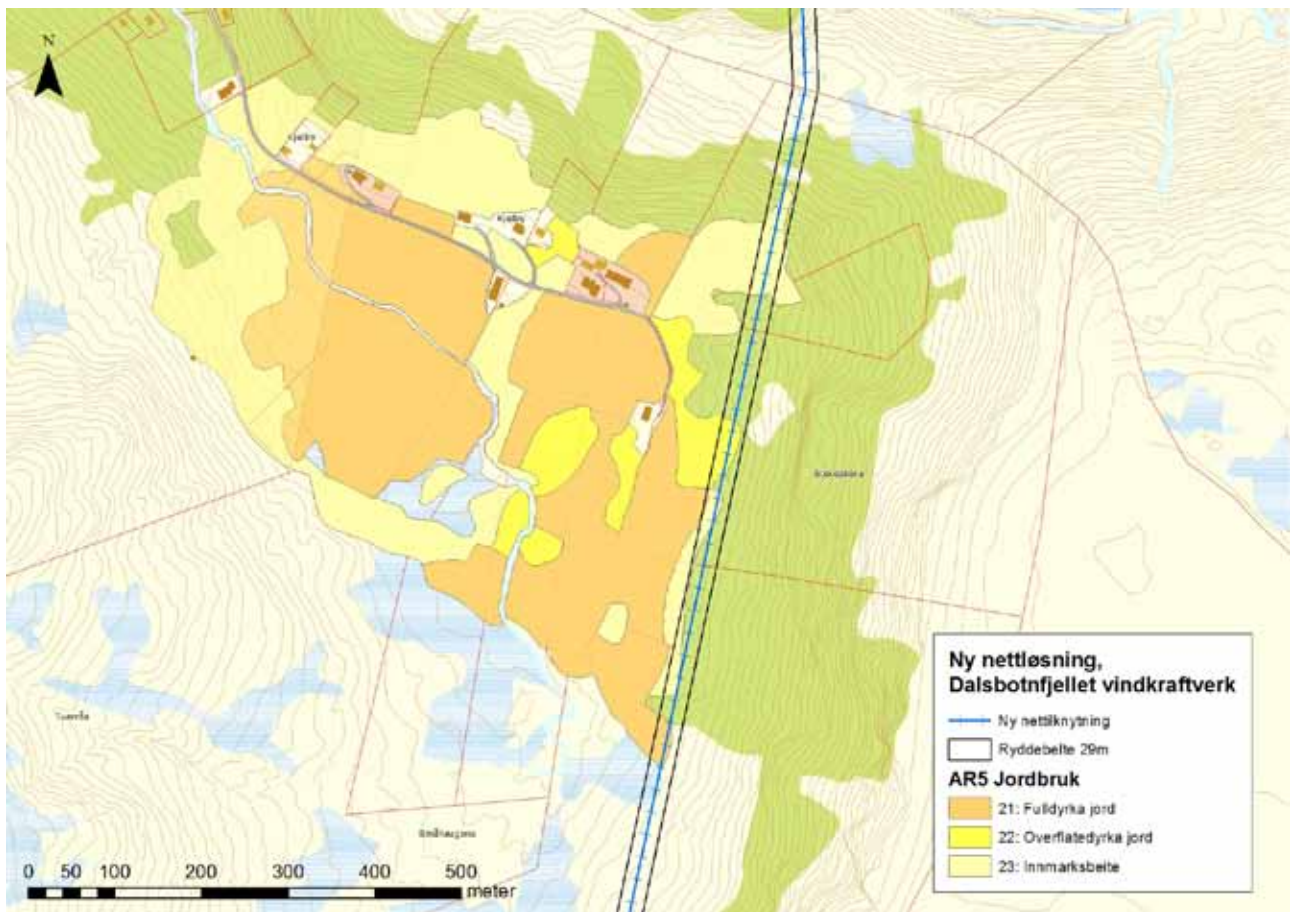 N
Ny nettløsning,
Dalsbotnfjellet vindkraftverk
Ny nettilknytning
Ryddebelte 29m
AR5 Jordbruk
21: Fulldyrka jord
22: Overflatedyrka jord
23: Innmarksbeite
0 50 100 200 300 400 500
meter